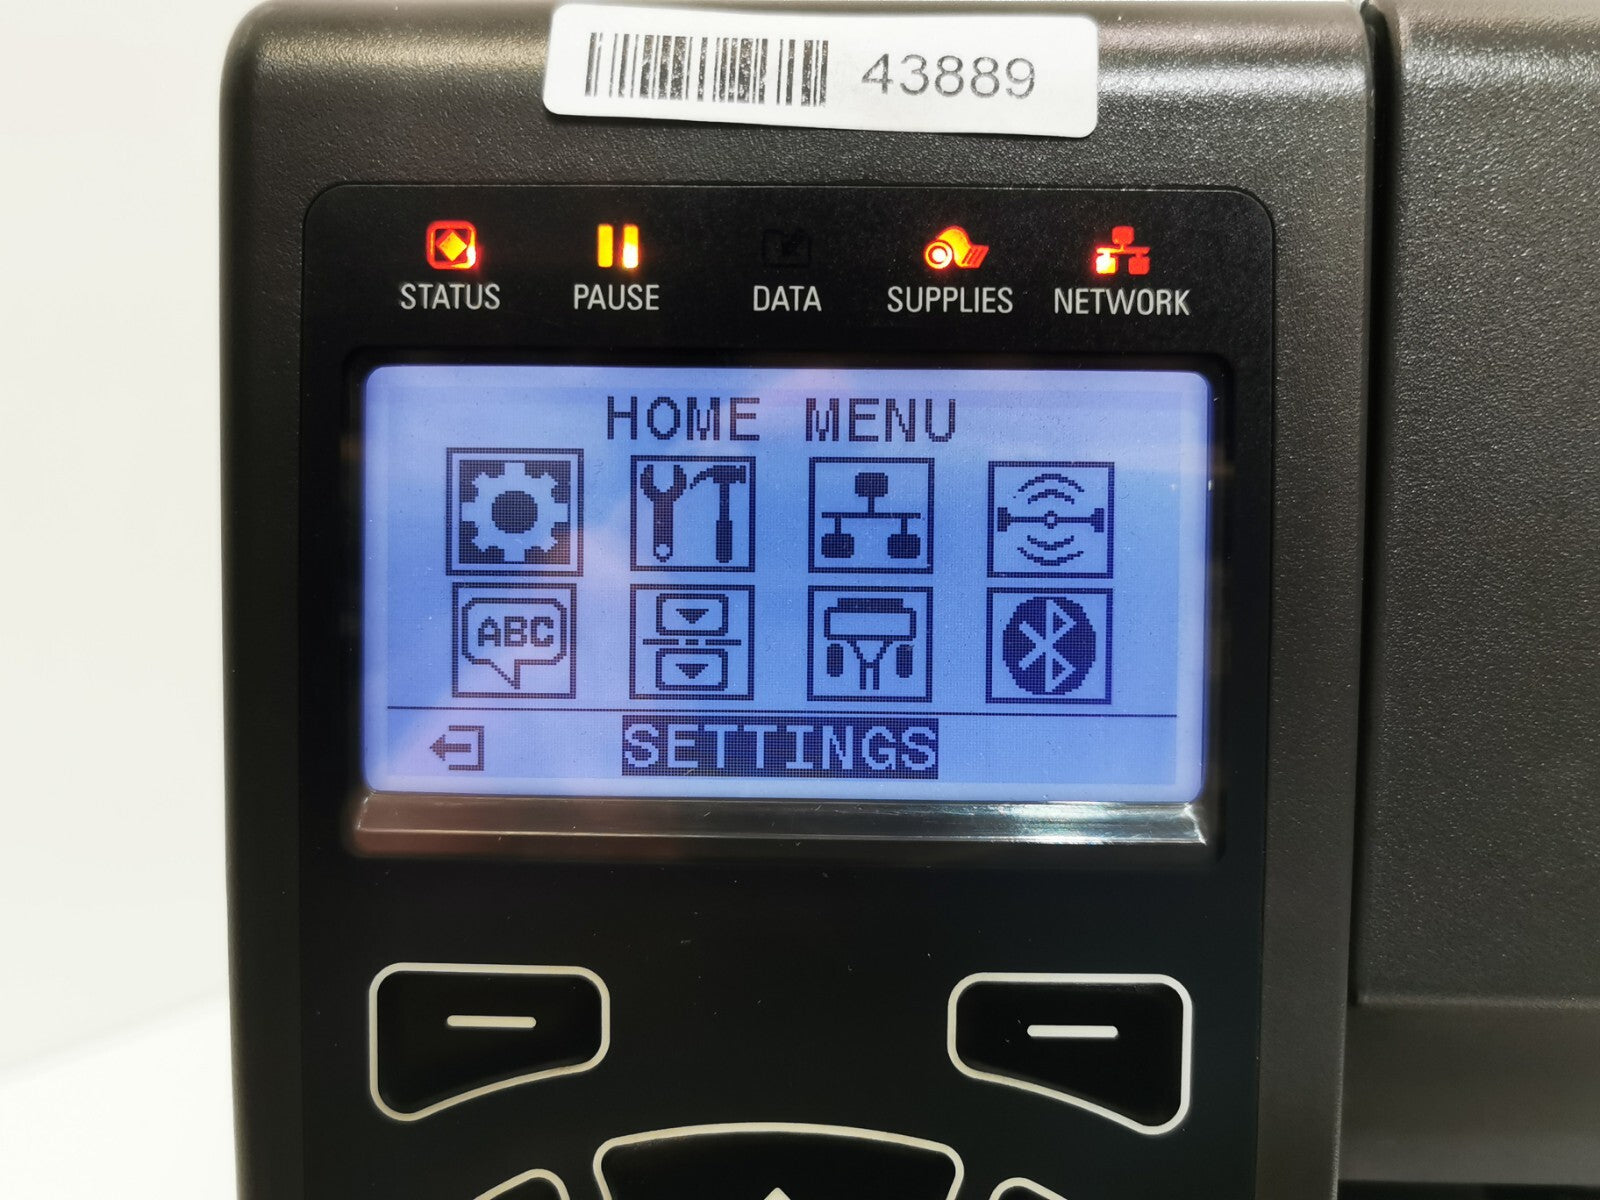 43889
STATUS PAUSE DATA SUPPLIES NETWORK
HOME MENU
ABC
SETTINGS